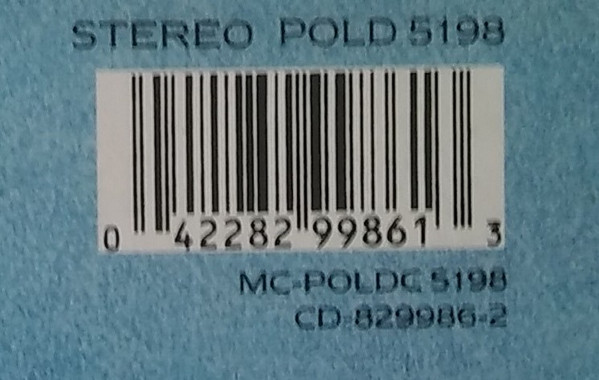 STEREO POLD 5198
0 42282 99861 3
MC-POLDC 5198
CD-829986-2